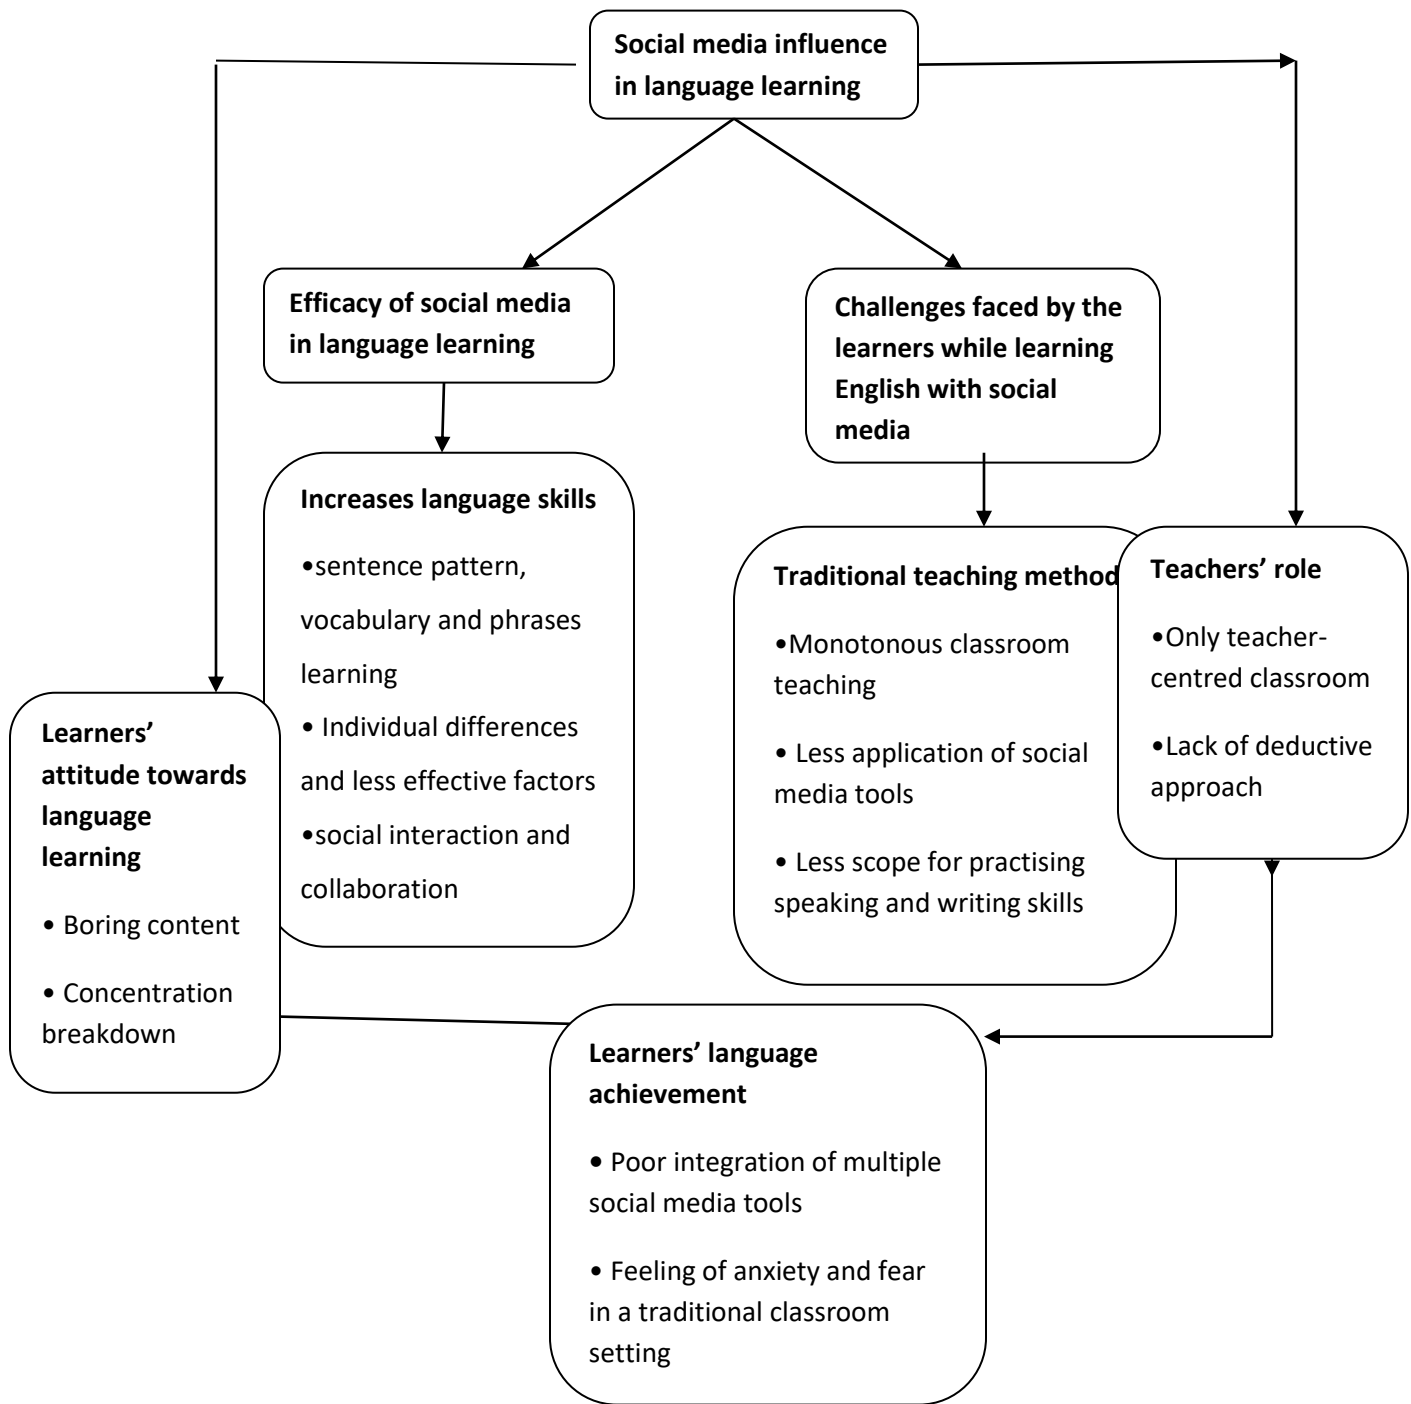 Social media influence
in language learning
Efficacy of social media
in language learning
Challenges faced by the
learners while learning
English with social
media
Increases language skills
•sentence pattern,
vocabulary and phrases
learning
• Individual differences
and less effective factors
•social interaction and
collaboration
Traditional teaching method
•Monotonous classroom
teaching
• Less application of social
media tools
• Less scope for practising
speaking and writing skills
Teachers’ role
•Only teacher-
centred classroom
•Lack of deductive
approach
Learners’
attitude towards
language
learning
• Boring content
• Concentration
breakdown
Learners’ language
achievement
• Poor integration of multiple
social media tools
• Feeling of anxiety and fear
in a traditional classroom
setting